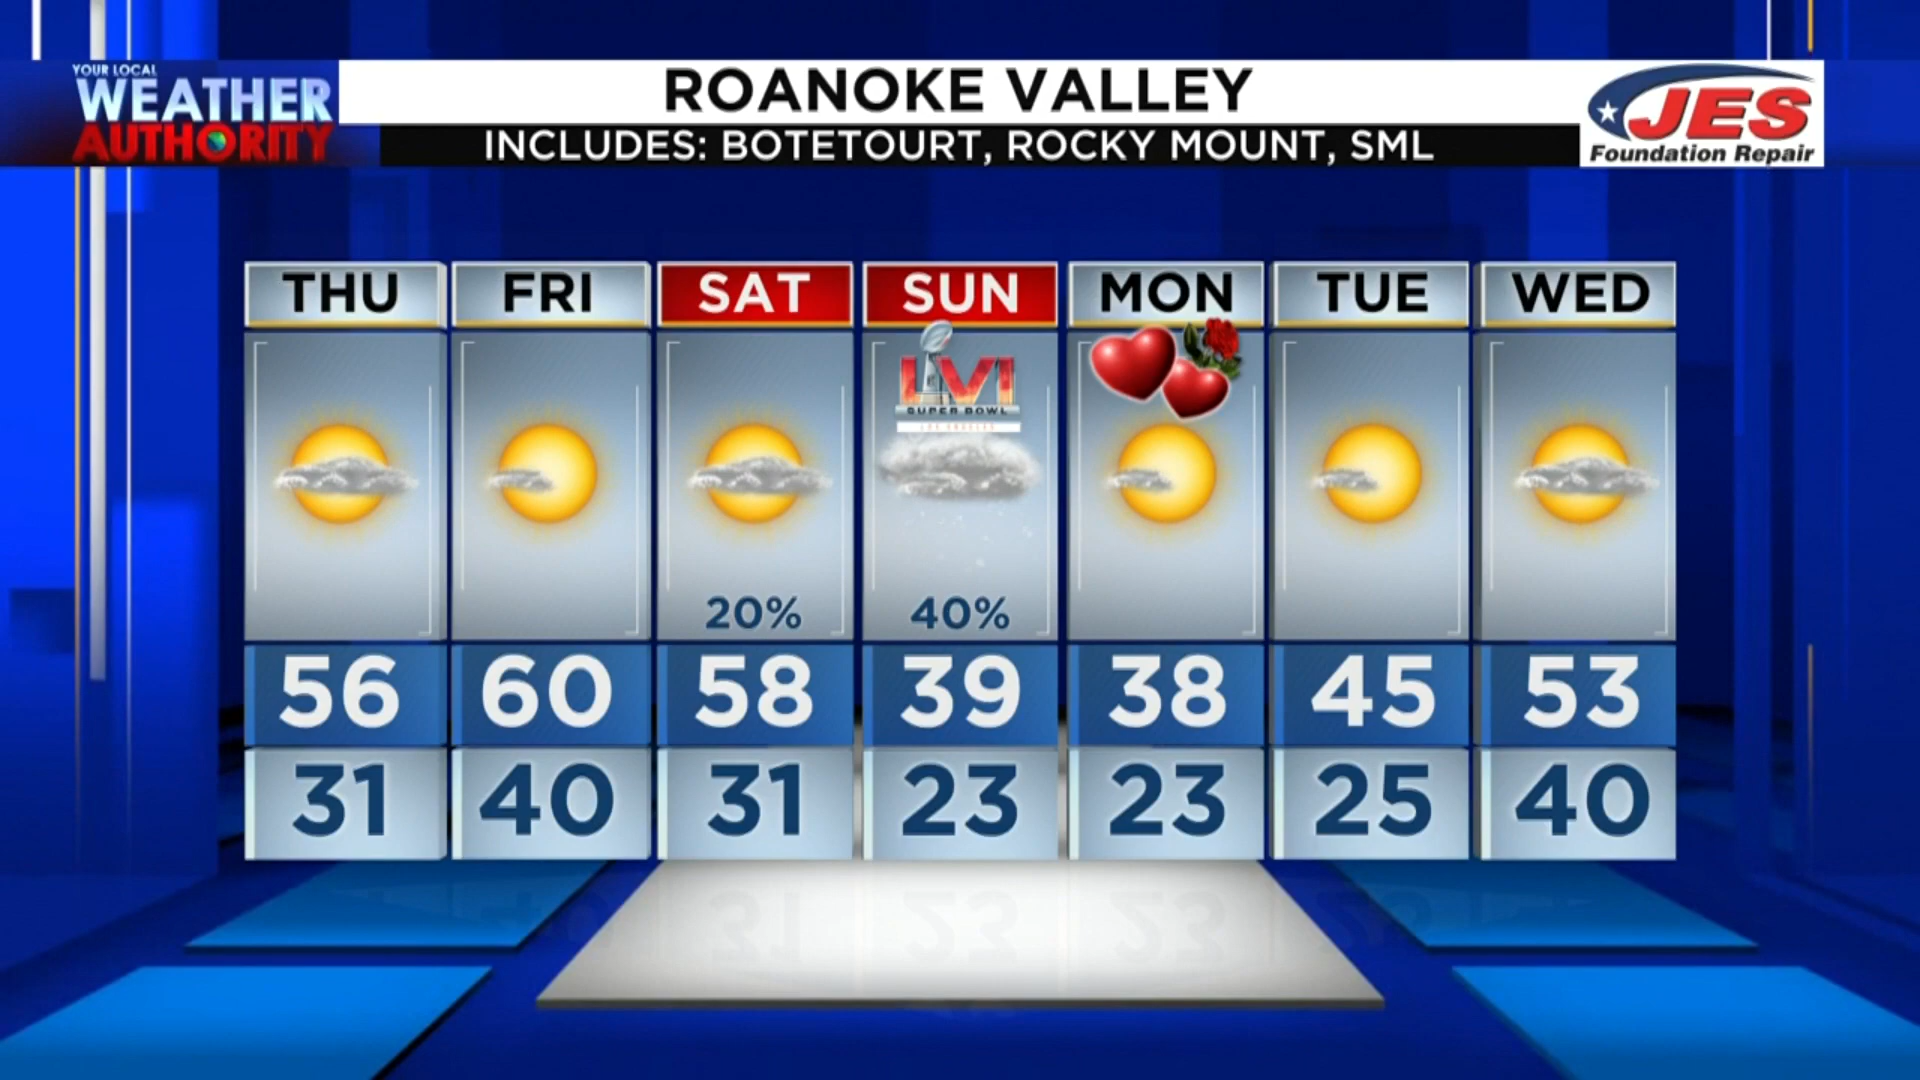 YOUR LOCAL
WEATHER
AUTHORITY
ROANOKE VALLEY
INCLUDES: BOTETOURT, ROCKY MOUNT, SML
JES
Foundation Repair
THU FRI SAT SUN MON TUE WED
LVI
SUPER BOWL
LOS ANGELES
20% 40%
56 60 58 39 38 45 53
31 40 31 23 23 25 40